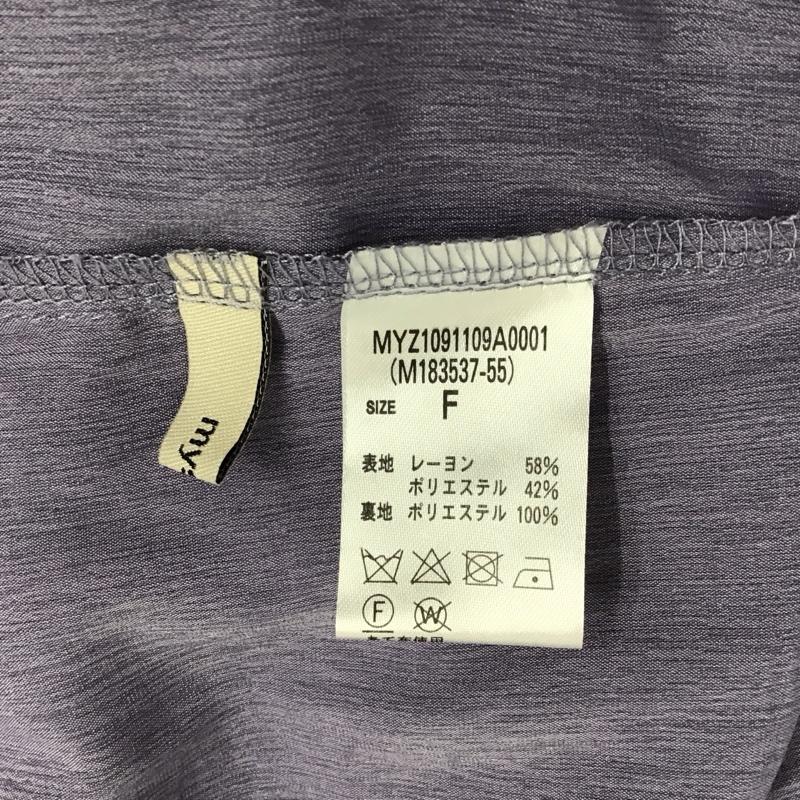 MYZ1091109A0001
(M183537-55)
SIZE F
表地 レーヨン 58%
ポリエステル 42%
裏地 ポリエステル 100%
F W
my